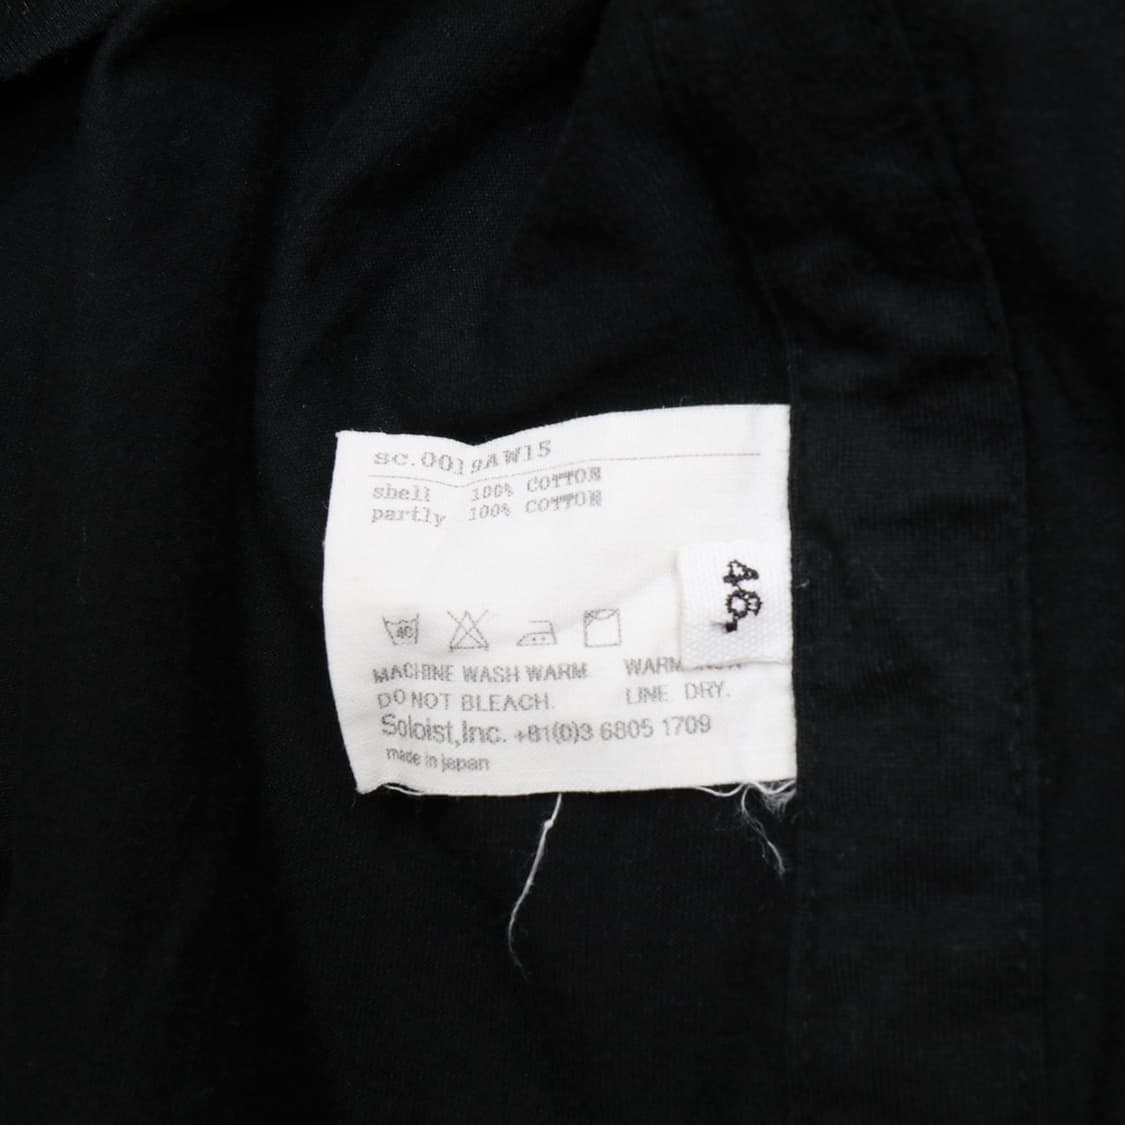 sc.0019AW15
shell 100% COTTON
partly 100% COTTON
46.
40
MACHINE WASH WARM. WARM
DO NOT BLEACH. LINE DRY.
Soloist,Inc. +81(0)3 6805 1709
made in japan